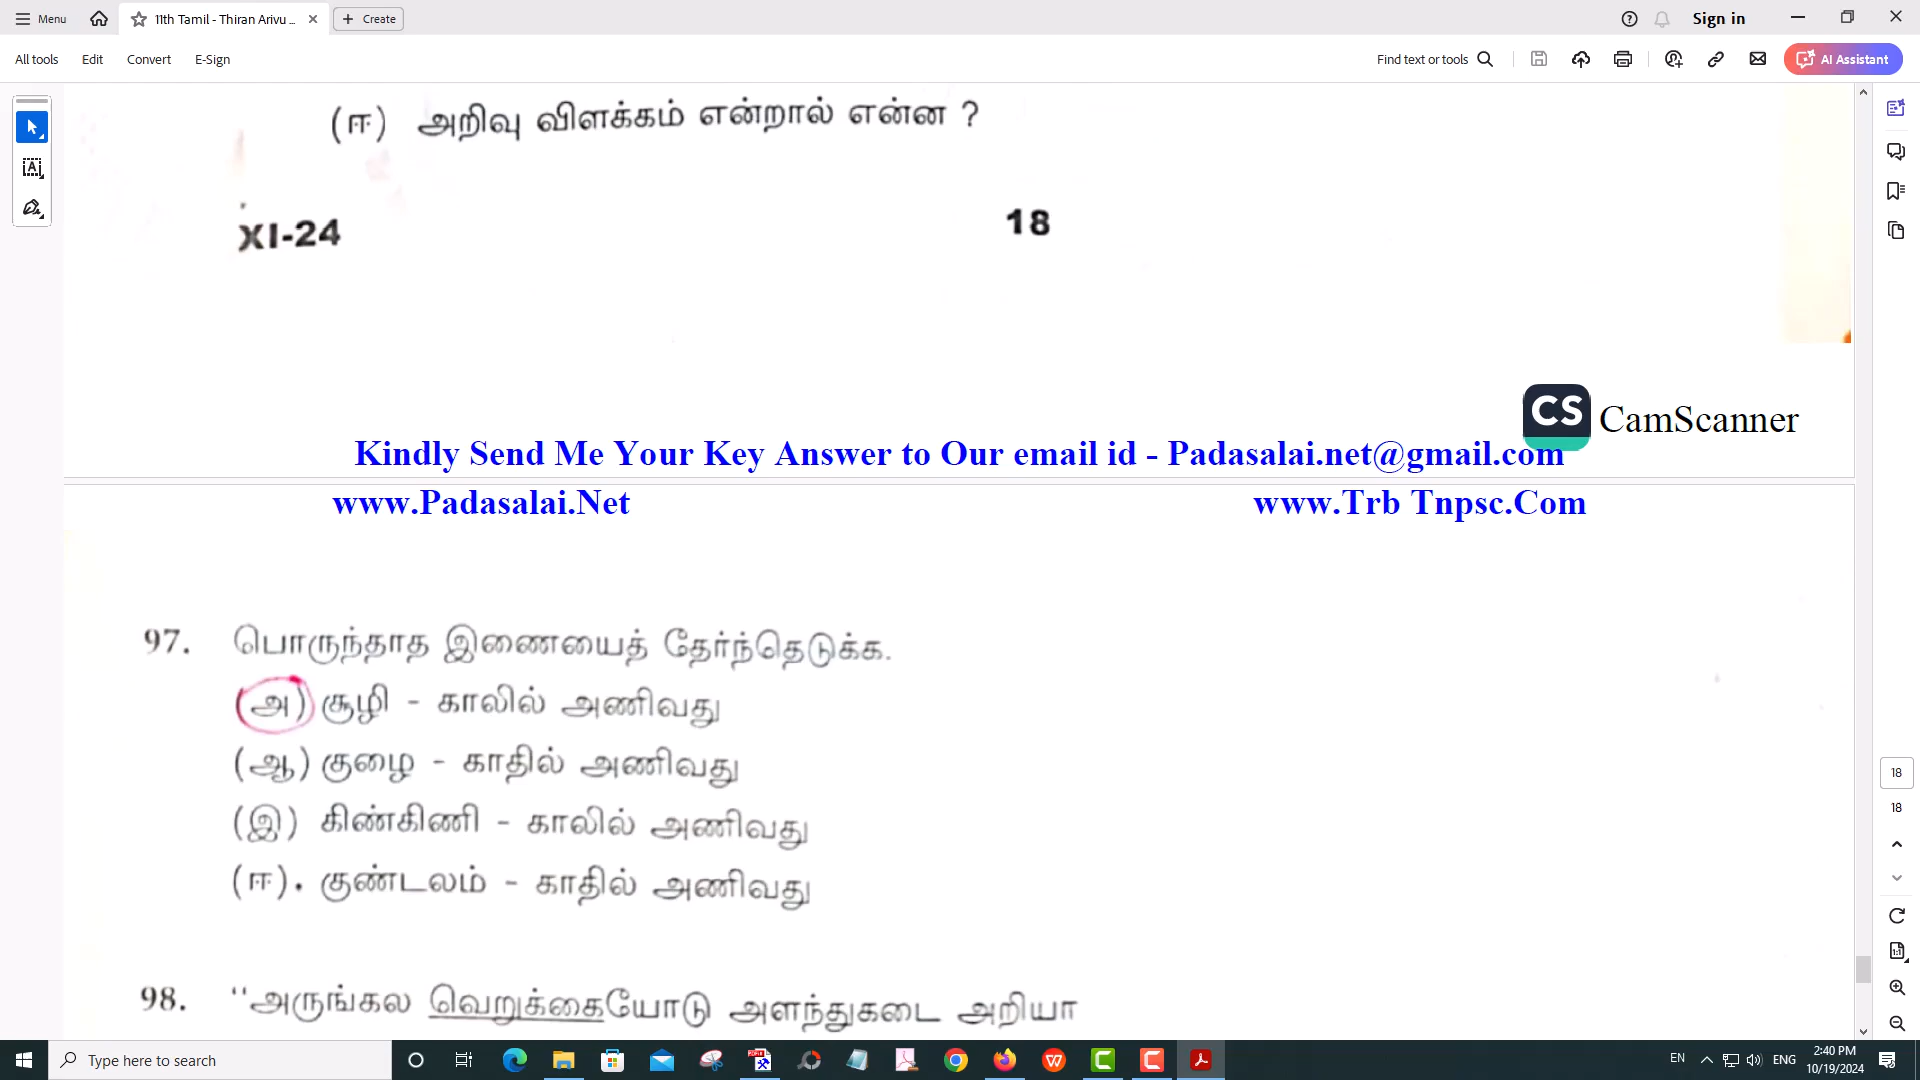 Menu
11th Tamil - Thiran Arivu ...
Create
Sign in
All tools
Edit
Convert
E-Sign
Find text or tools
AI Assistant
(ஈ) அறிவு விளக்கம் என்றால் என்ன ?
XI-24
18
CS CamScanner
Kindly Send Me Your Key Answer to Our email id - Padasalai.net@gmail.com
www.Padasalai.Net
www.Trb Tnpsc.Com
97. பொருந்தாத இணையைத் தேர்ந்தெடுக்க.
(அ) சூழி - காலில் அணிவது
(ஆ) குழை - காதில் அணிவது
(இ) கிண்கிணி - காலில் அணிவது
(ஈ). குண்டலம் - காதில் அணிவது
98. ‘‘அருங்கல வெறுக்கையோடு அளந்துகடை அறியா
18
18
Type here to search
EN
ENG
2:40 PM
10/19/2024